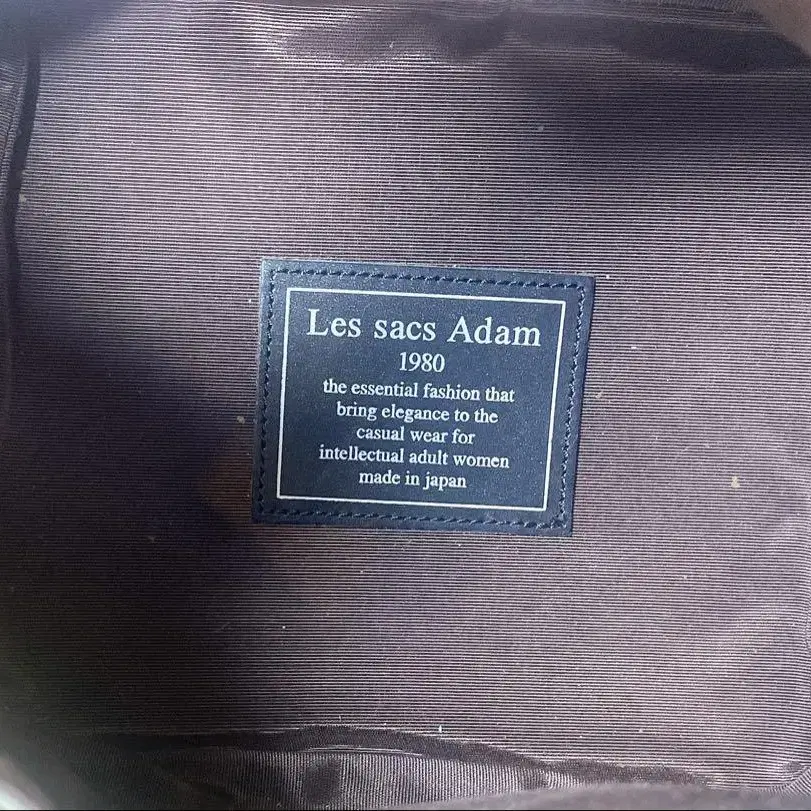 Les sacs Adam
1980
the essential fashion that
bring elegance to the
casual wear for
intellectual adult women
made in japan